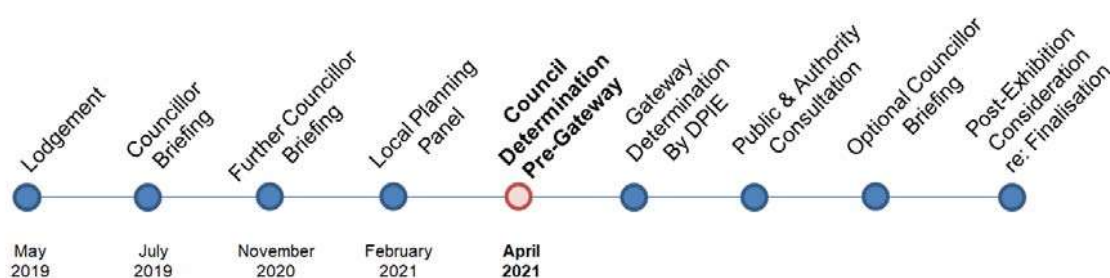 Lodgement
Councillor
Briefing
Further Councillor
Briefing
Local Planning
Panel
Council
Determination
Pre-Gateway
Gateway
Determination
By DPIE
Public & Authority
Consultation
Optional Councillor
Briefing
Post-Exhibition
Consideration
re: Finalisation
May
2019
July
2019
November
2020
February
2021
April
2021